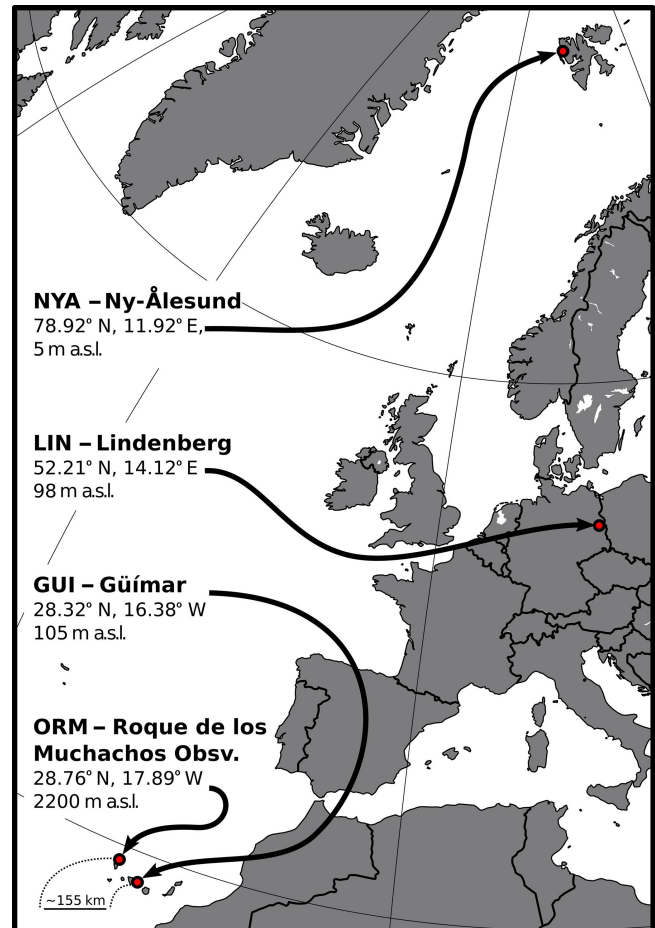 NYA – Ny-Ålesund
78.92° N, 11.92° E,
5 m a.s.l.
LIN – Lindenberg
52.21° N, 14.12° E
98 m a.s.l.
GUI – Güímar
28.32° N, 16.38° W
105 m a.s.l.
ORM – Roque de los
Muchachos Obsv.
28.76° N, 17.89° W
2200 m a.s.l.
~155 km